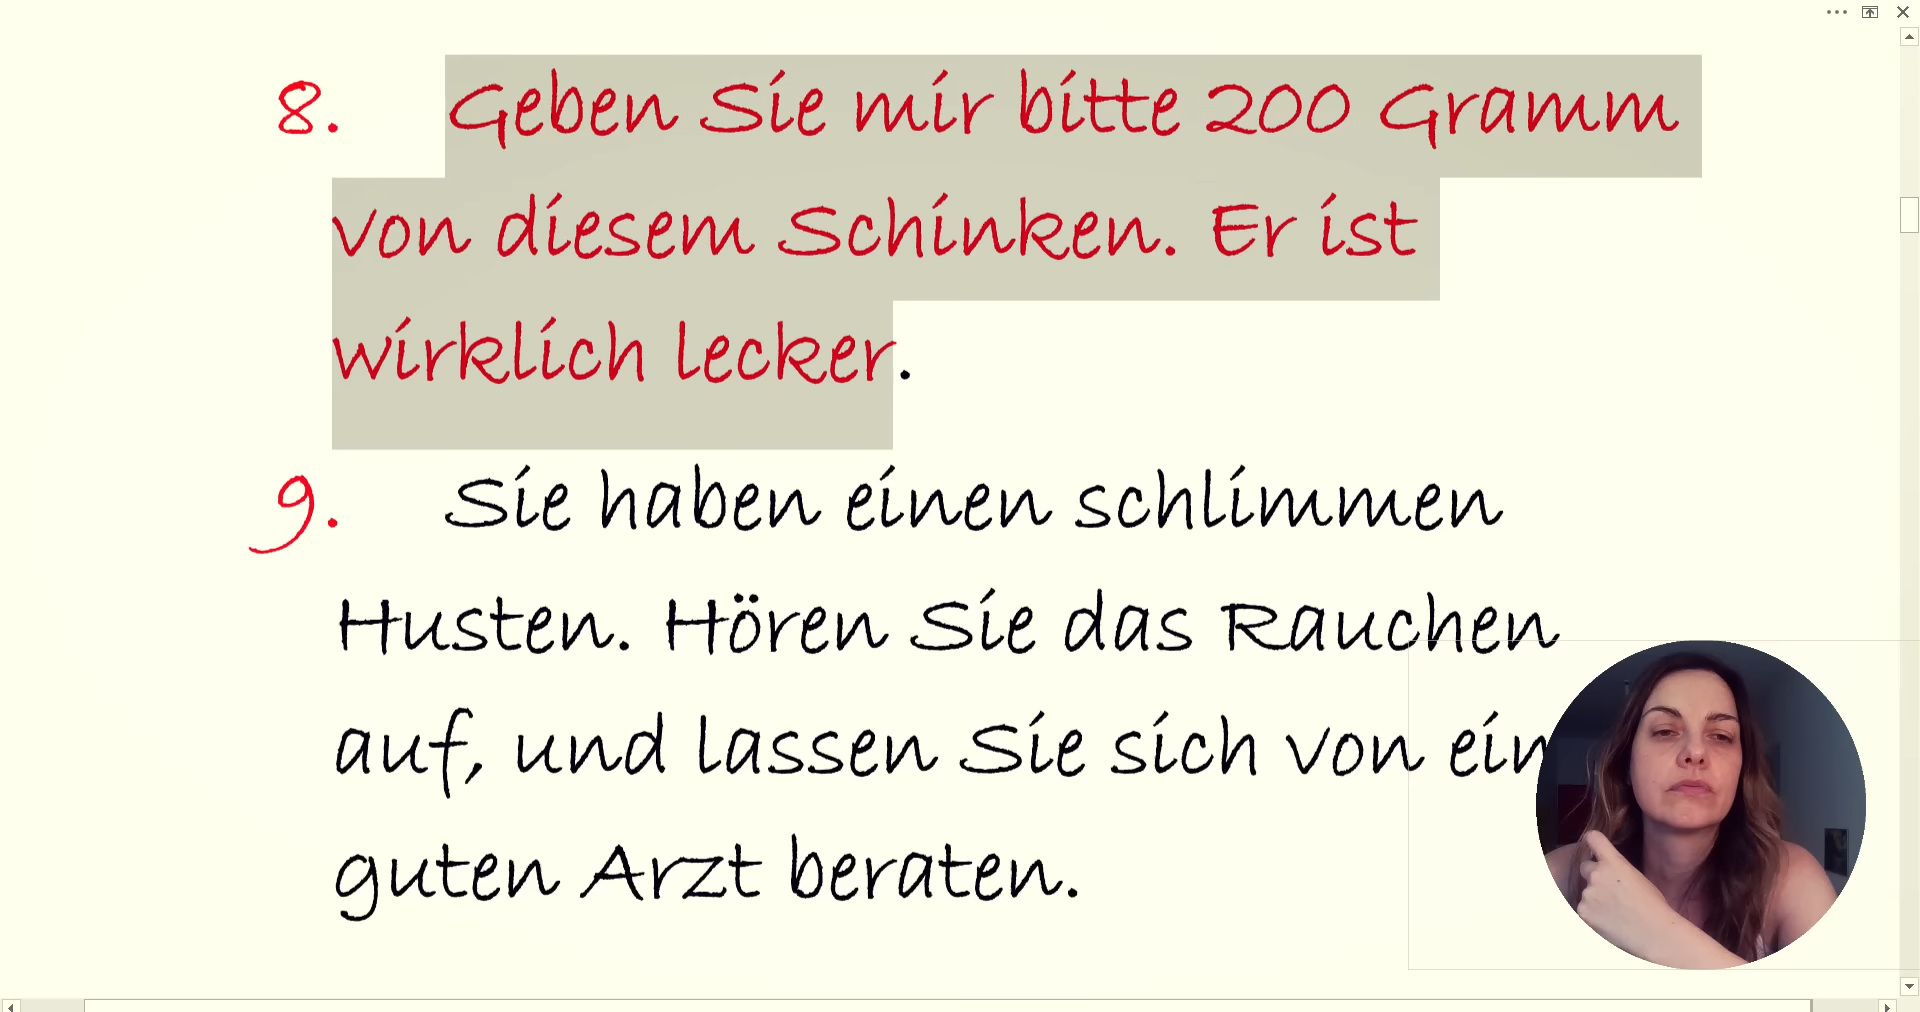 8. Geben Sie mir bitte 200 Gramm
von diesem Schinken. Er ist
wirklich lecker.
9. Sie haben einen schlimmen
Husten. Hören Sie das Rauchen
auf, und lassen Sie sich von
guten Arzt beraten.